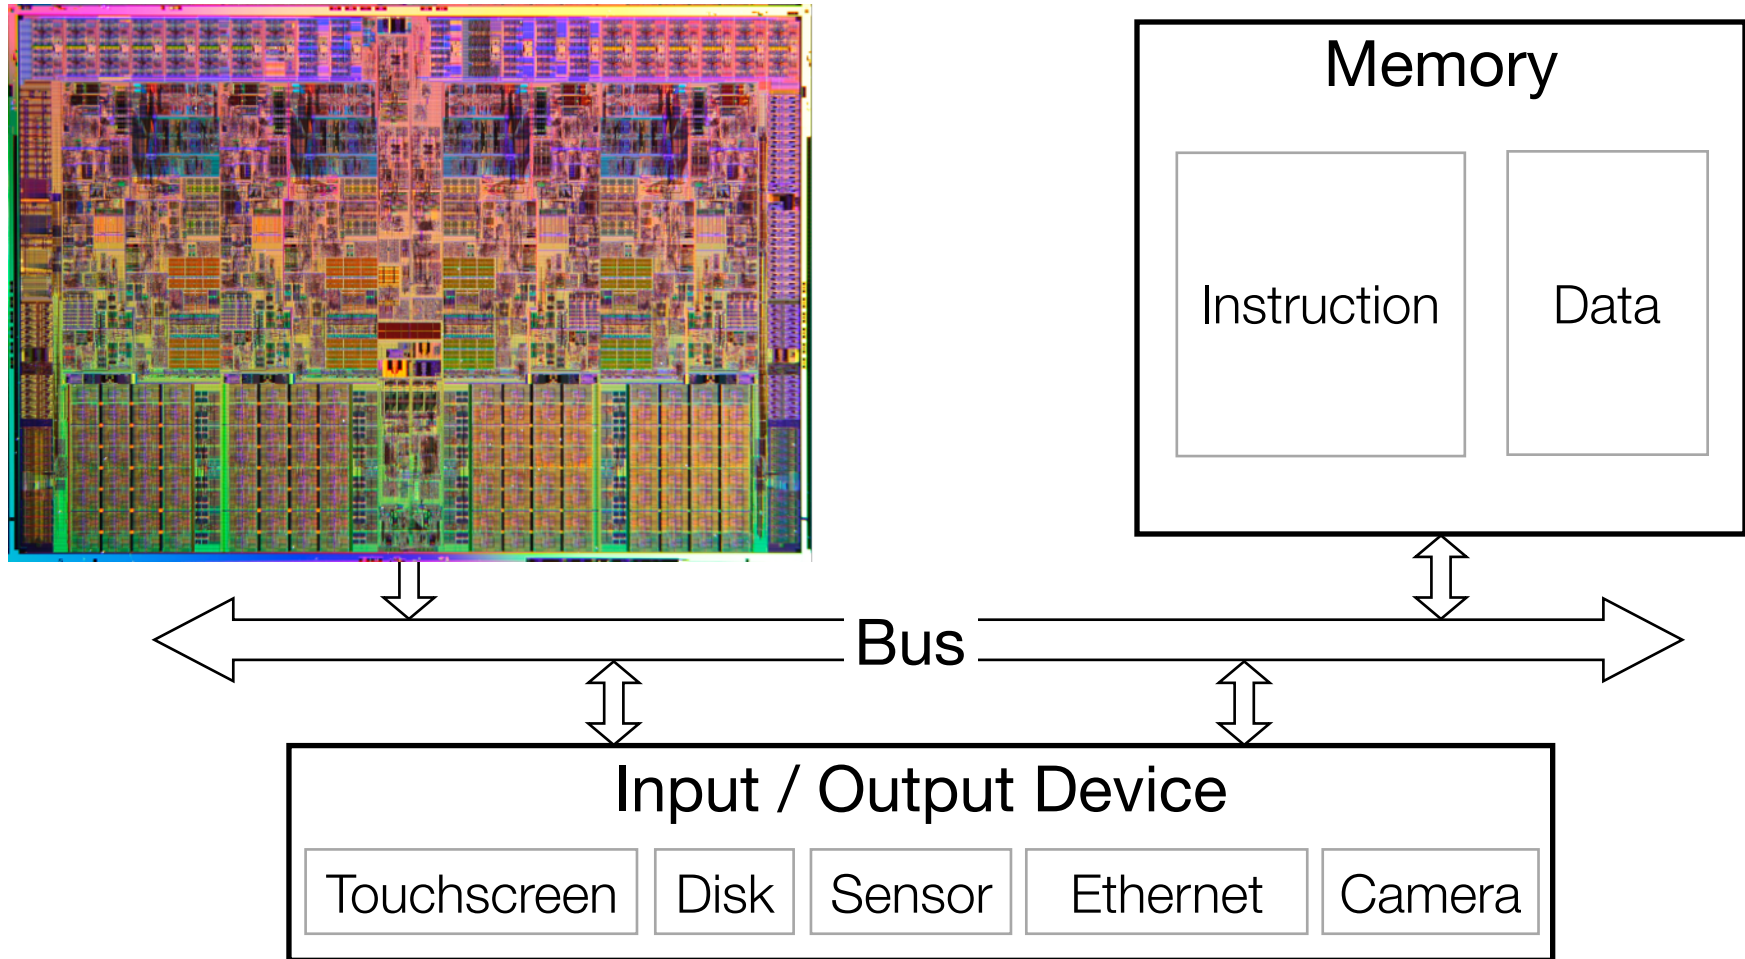 Memory
Instruction
Data
Bus
Input / Output Device
Touchscreen
Disk
Sensor
Ethernet
Camera